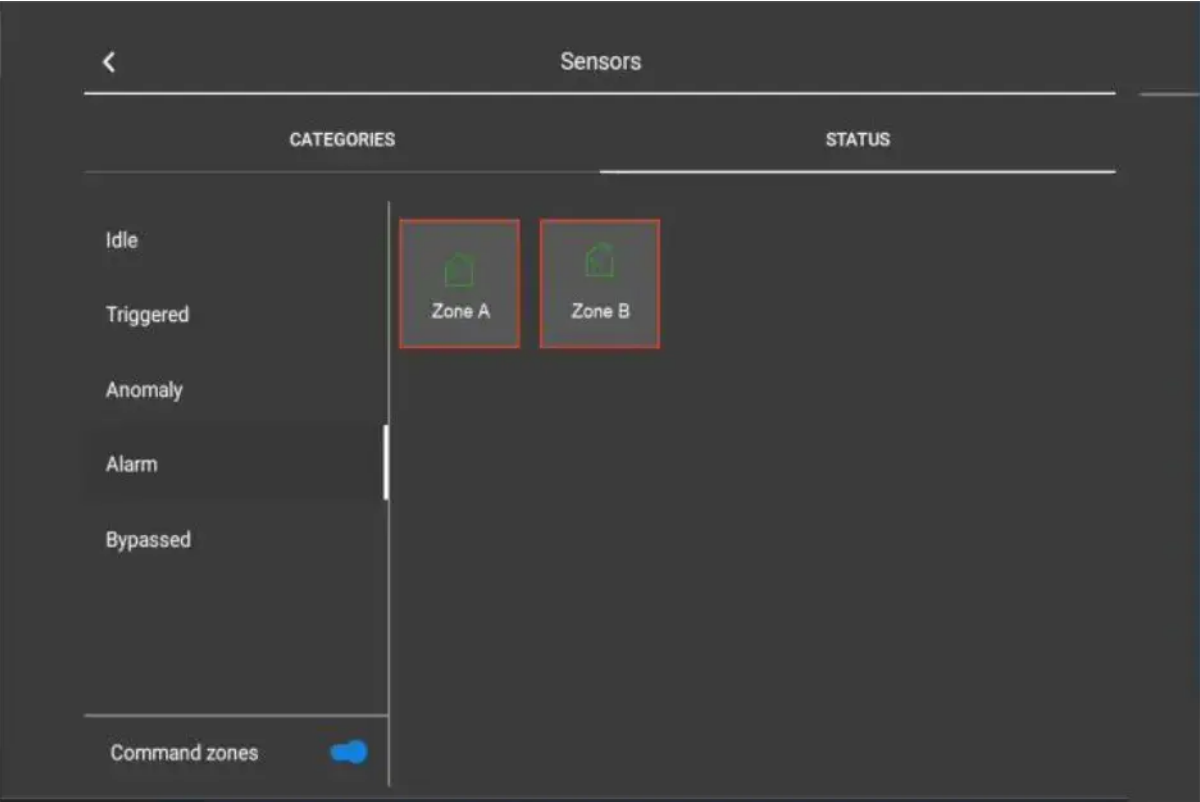 Sensors
CATEGORIES
STATUS
Idle
Triggered
Anomaly
Alarm
Bypassed
Zone A
Zone B
Command zones